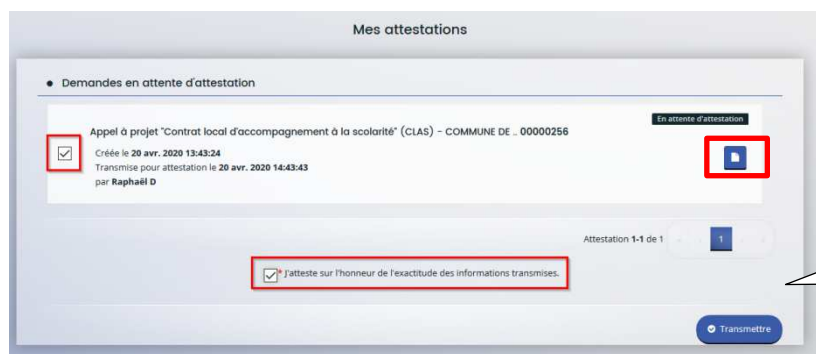 Mes attestations
Demandes en attente d'attestation
En attente d'attestation
Appel à projet "Contrat local d'accompagnement à la scolarité" (CLAS) - COMMUNE DE .. 00000256
Créée le 20 avr. 2020 13:43:24
Transmise pour attestation le 20 avr. 2020 14:43:43
par Raphaël D
Attestation 1-1 de 1 1
* J'atteste sur l'honneur de l'exactitude des informations transmises.
Transmettre